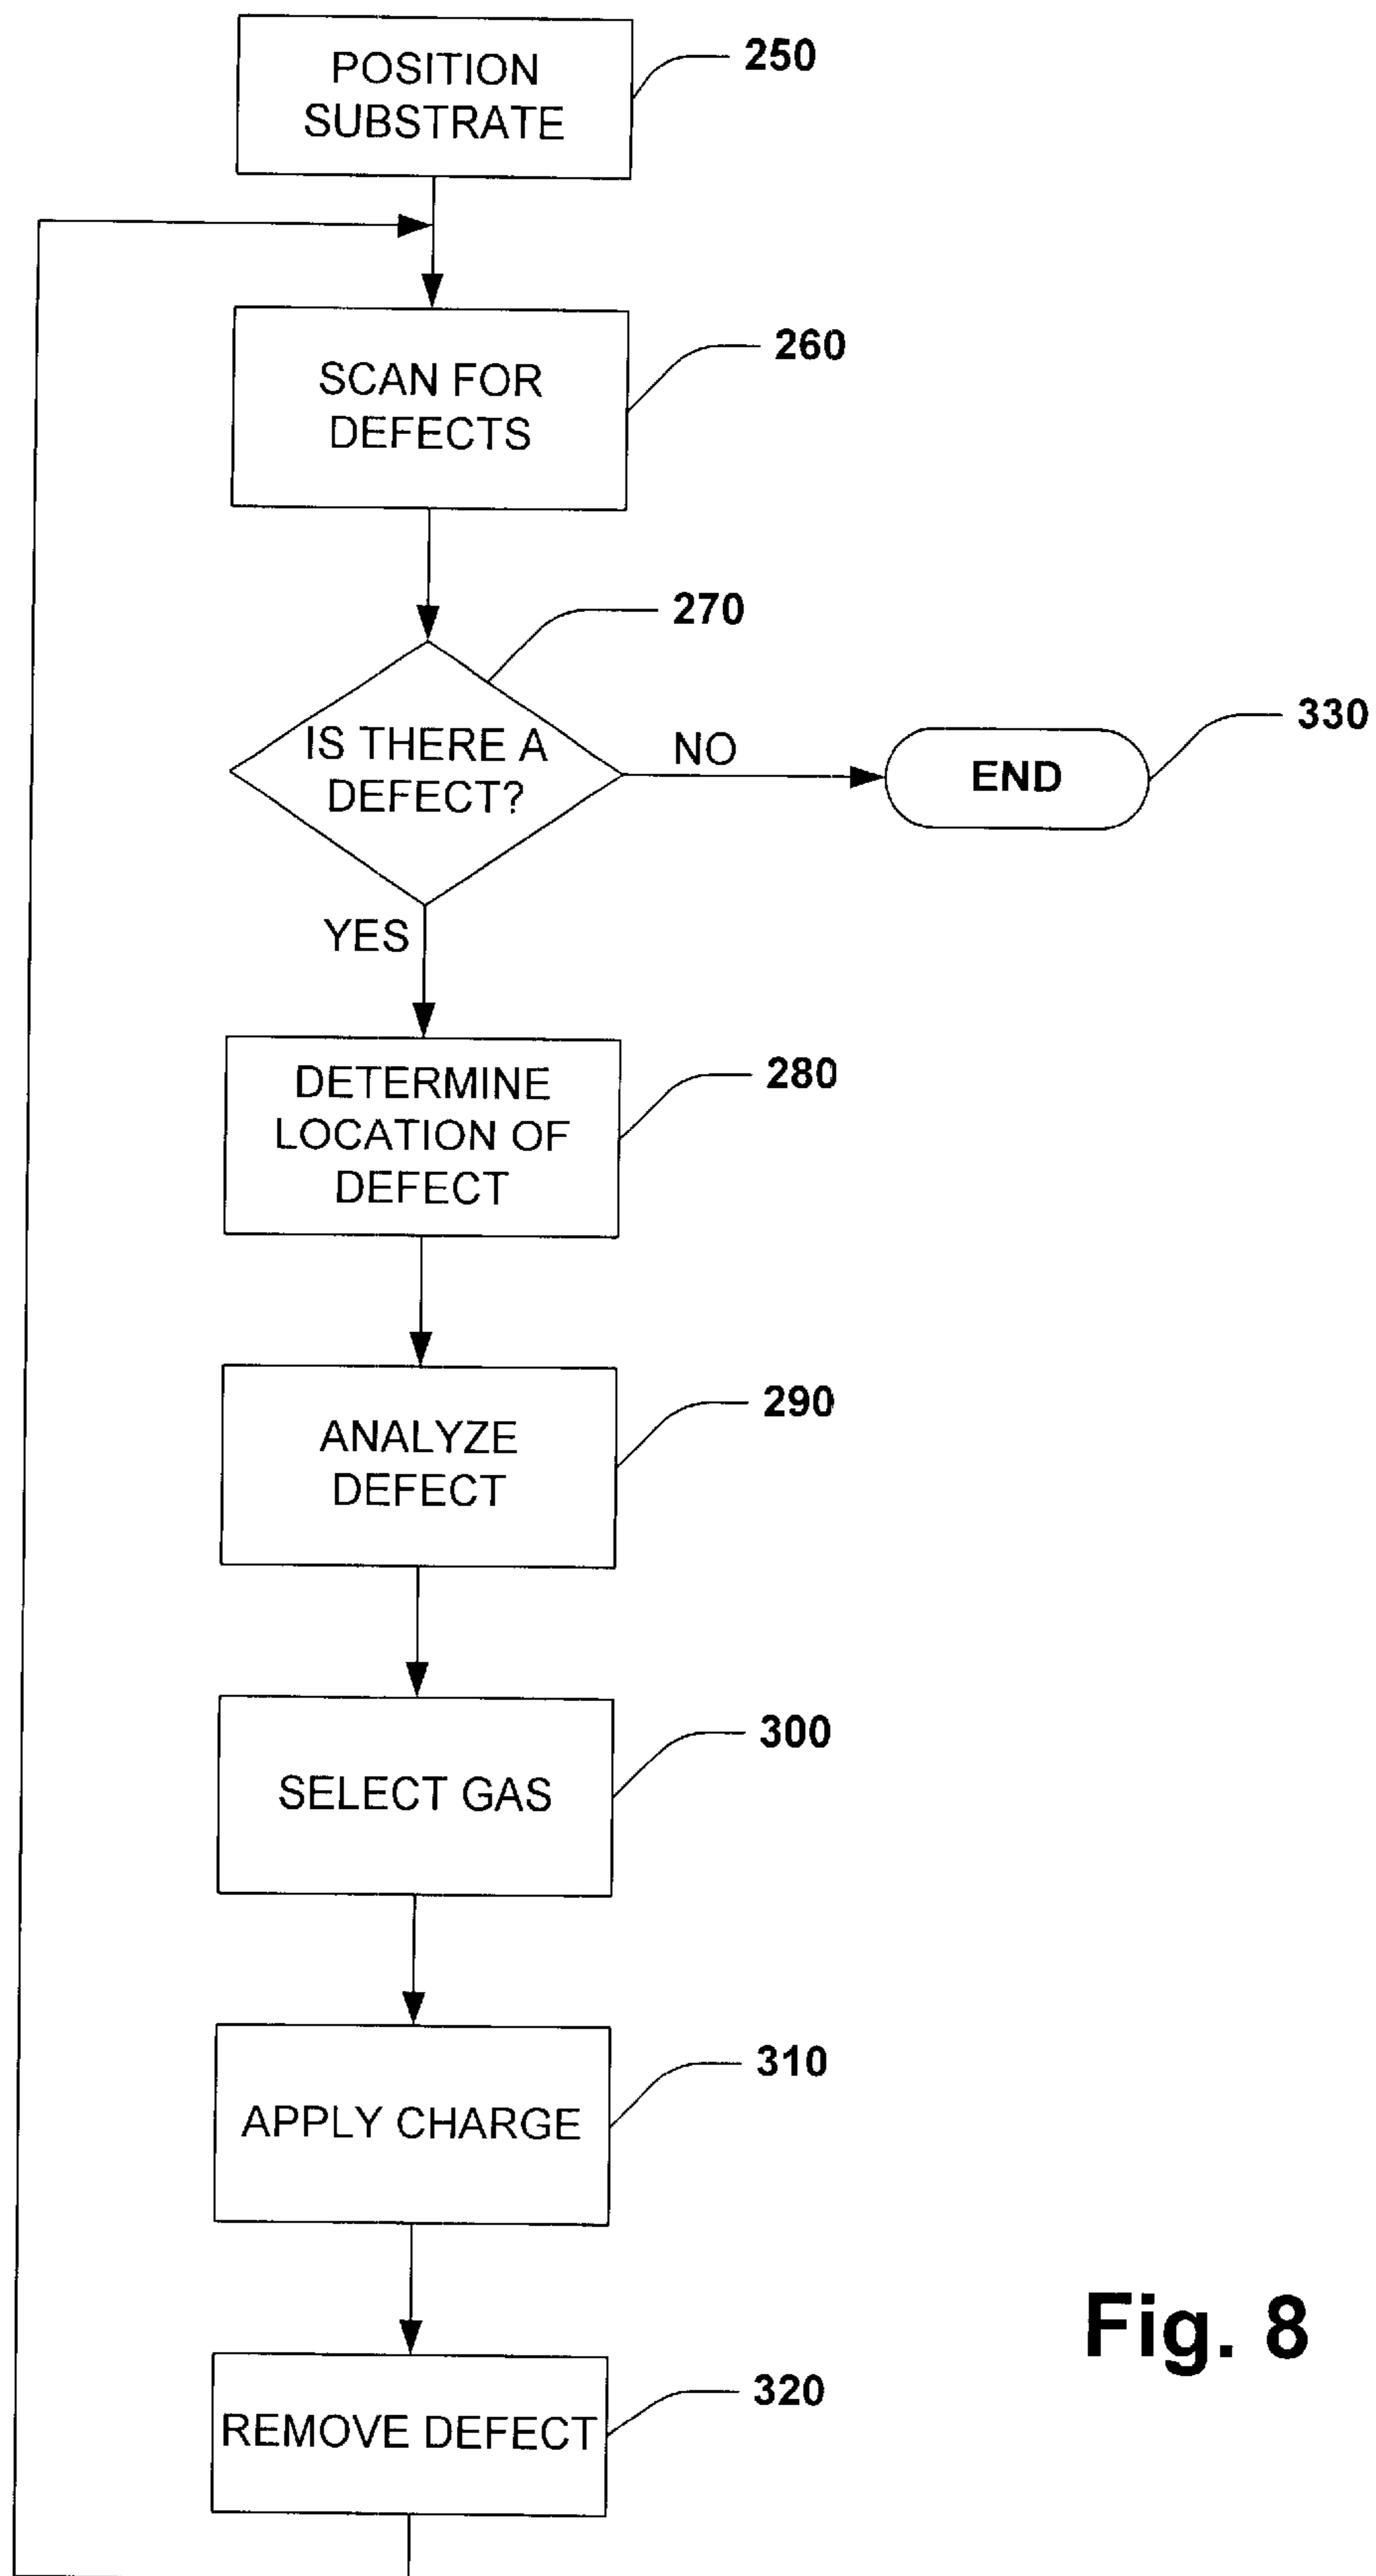 POSITION
SUBSTRATE
250
SCAN FOR
DEFECTS
260
270
IS THERE A
DEFECT?
NO
END
330
YES
DETERMINE
LOCATION OF
DEFECT
280
ANALYZE
DEFECT
290
SELECT GAS
300
APPLY CHARGE
310
REMOVE DEFECT
320
Fig. 8